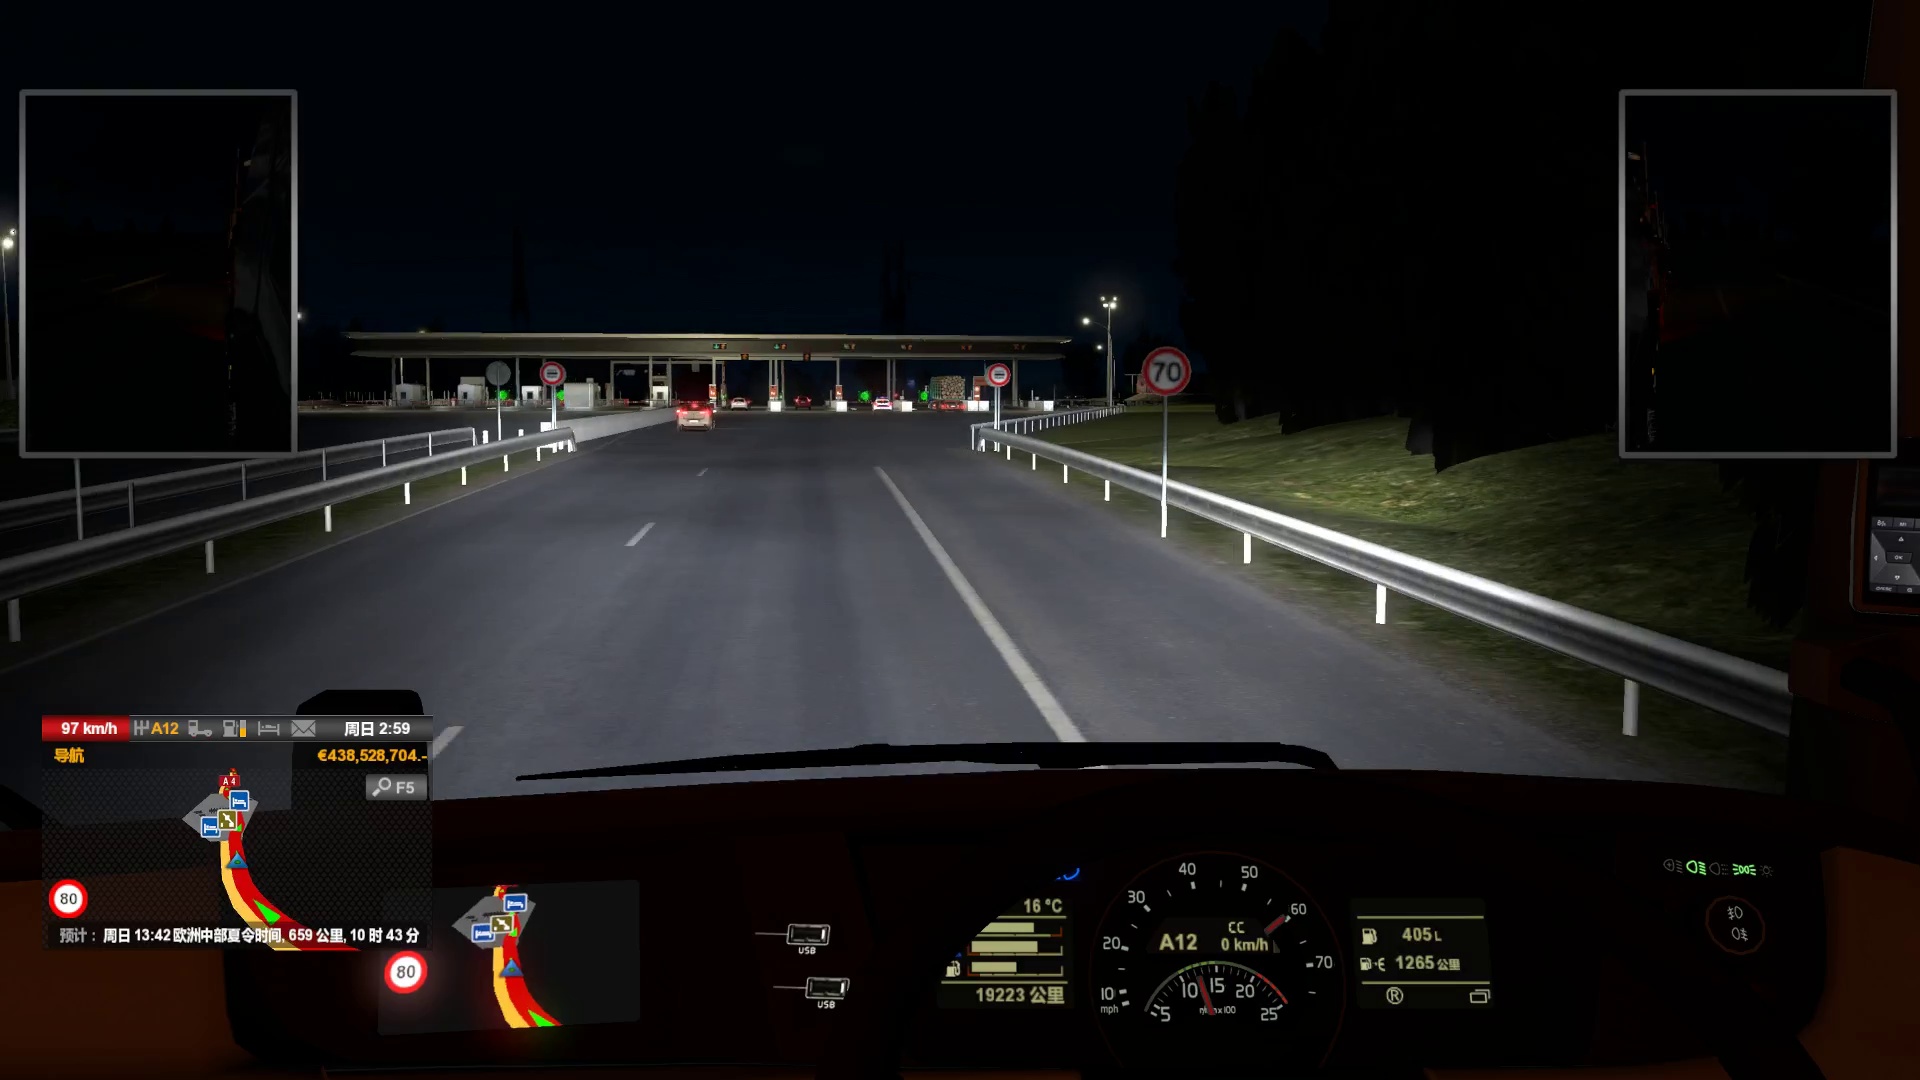 70
97 km/h A12 周日 2:59
导航 €438,528,704.-
F5
A 4
80
预计： 周日 13:42 欧洲中部夏令时间, 659 公里, 10 时 43 分
80
USB
USB
16 °C
19223 公里
10 20 30 40 50 60 70
mph
A12
CC
0 km/h
5 10 15 20 25
405 L
1265 公里
R